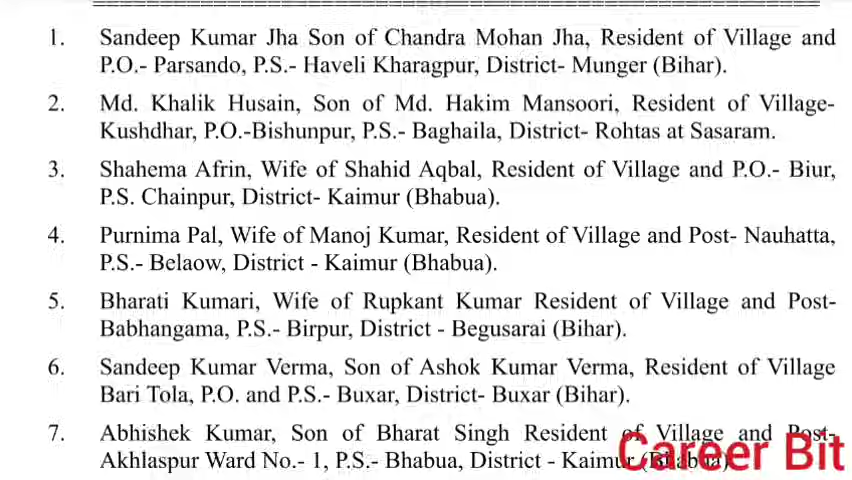 1. Sandeep Kumar Jha Son of Chandra Mohan Jha, Resident of Village and
P.O.- Parsando, P.S.- Haveli Kharagpur, District- Munger (Bihar).
2. Md. Khalik Husain, Son of Md. Hakim Mansoori, Resident of Village-
Kushdhar, P.O.-Bishunpur, P.S.- Baghaila, District- Rohtas at Sasaram.
3. Shahema Afrin, Wife of Shahid Aqbal, Resident of Village and P.O.- Biur,
P.S. Chainpur, District- Kaimur (Bhabua).
4. Purnima Pal, Wife of Manoj Kumar, Resident of Village and Post- Nauhatta,
P.S.- Belaow, District - Kaimur (Bhabua).
5. Bharati Kumari, Wife of Rupkant Kumar Resident of Village and Post-
Babhangama, P.S.- Birpur, District - Begusarai (Bihar).
6. Sandeep Kumar Verma, Son of Ashok Kumar Verma, Resident of Village
Bari Tola, P.O. and P.S.- Buxar, District- Buxar (Bihar).
7. Abhishek Kumar, Son of Bharat Singh Resident of Village and Post-
Akhlaspur Ward No.- 1, P.S.- Bhabua, District - Kaimur (Bhabua)
Career Bit